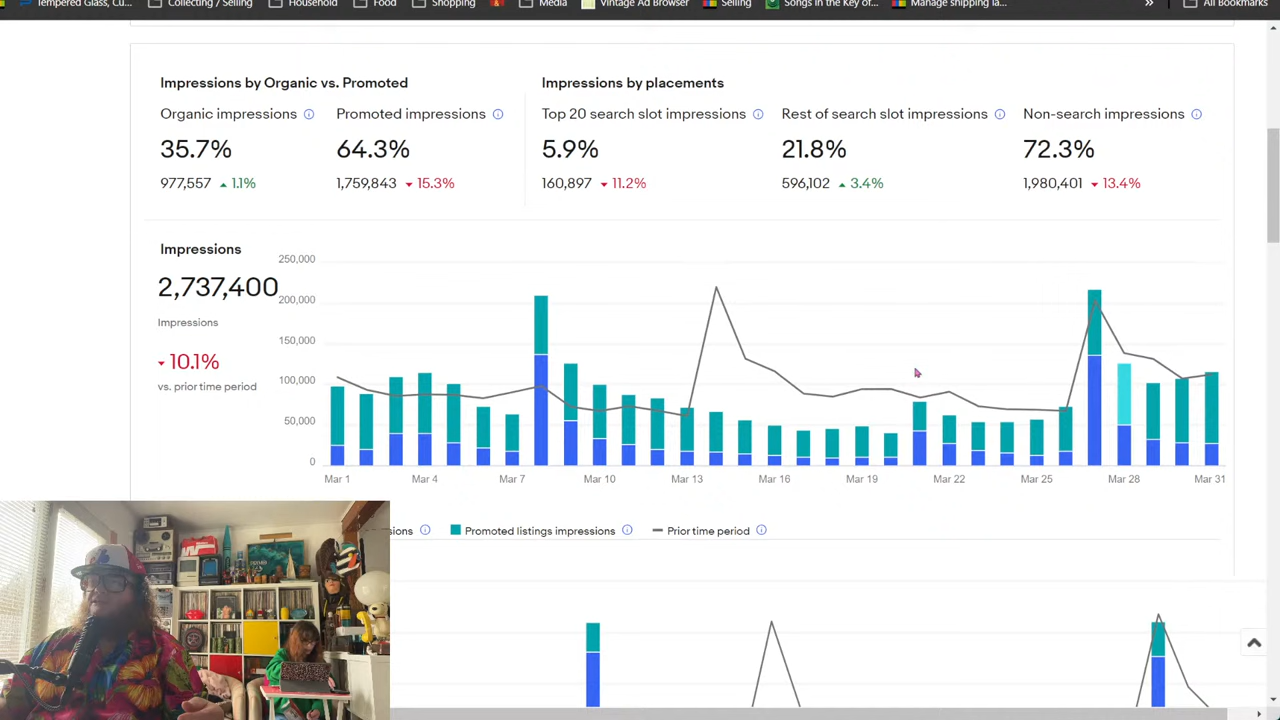 Tempered Glass, Cu...
Collecting / Selling
Household
Food
Shopping
Media
Vintage Ad Browser
Selling
Songs in the Key of...
Manage shipping la...
»
All Bookmarks
Impressions by Organic vs. Promoted
Impressions by placements
Organic impressions
Promoted impressions
Top 20 search slot impressions
Rest of search slot impressions
Non-search impressions
35.7%
64.3%
5.9%
21.8%
72.3%
977,557 1.1%
1,759,843 15.3%
160,897 11.2%
596,102 3.4%
1,980,401 13.4%
Impressions
2,737,400
Impressions
10.1%
vs. prior time period
250,000
200,000
150,000
100,000
50,000
0
Mar 1 Mar 4 Mar 7 Mar 10 Mar 13 Mar 16 Mar 19 Mar 22 Mar 25 Mar 28 Mar 31
Promoted listings impressions
Prior time period